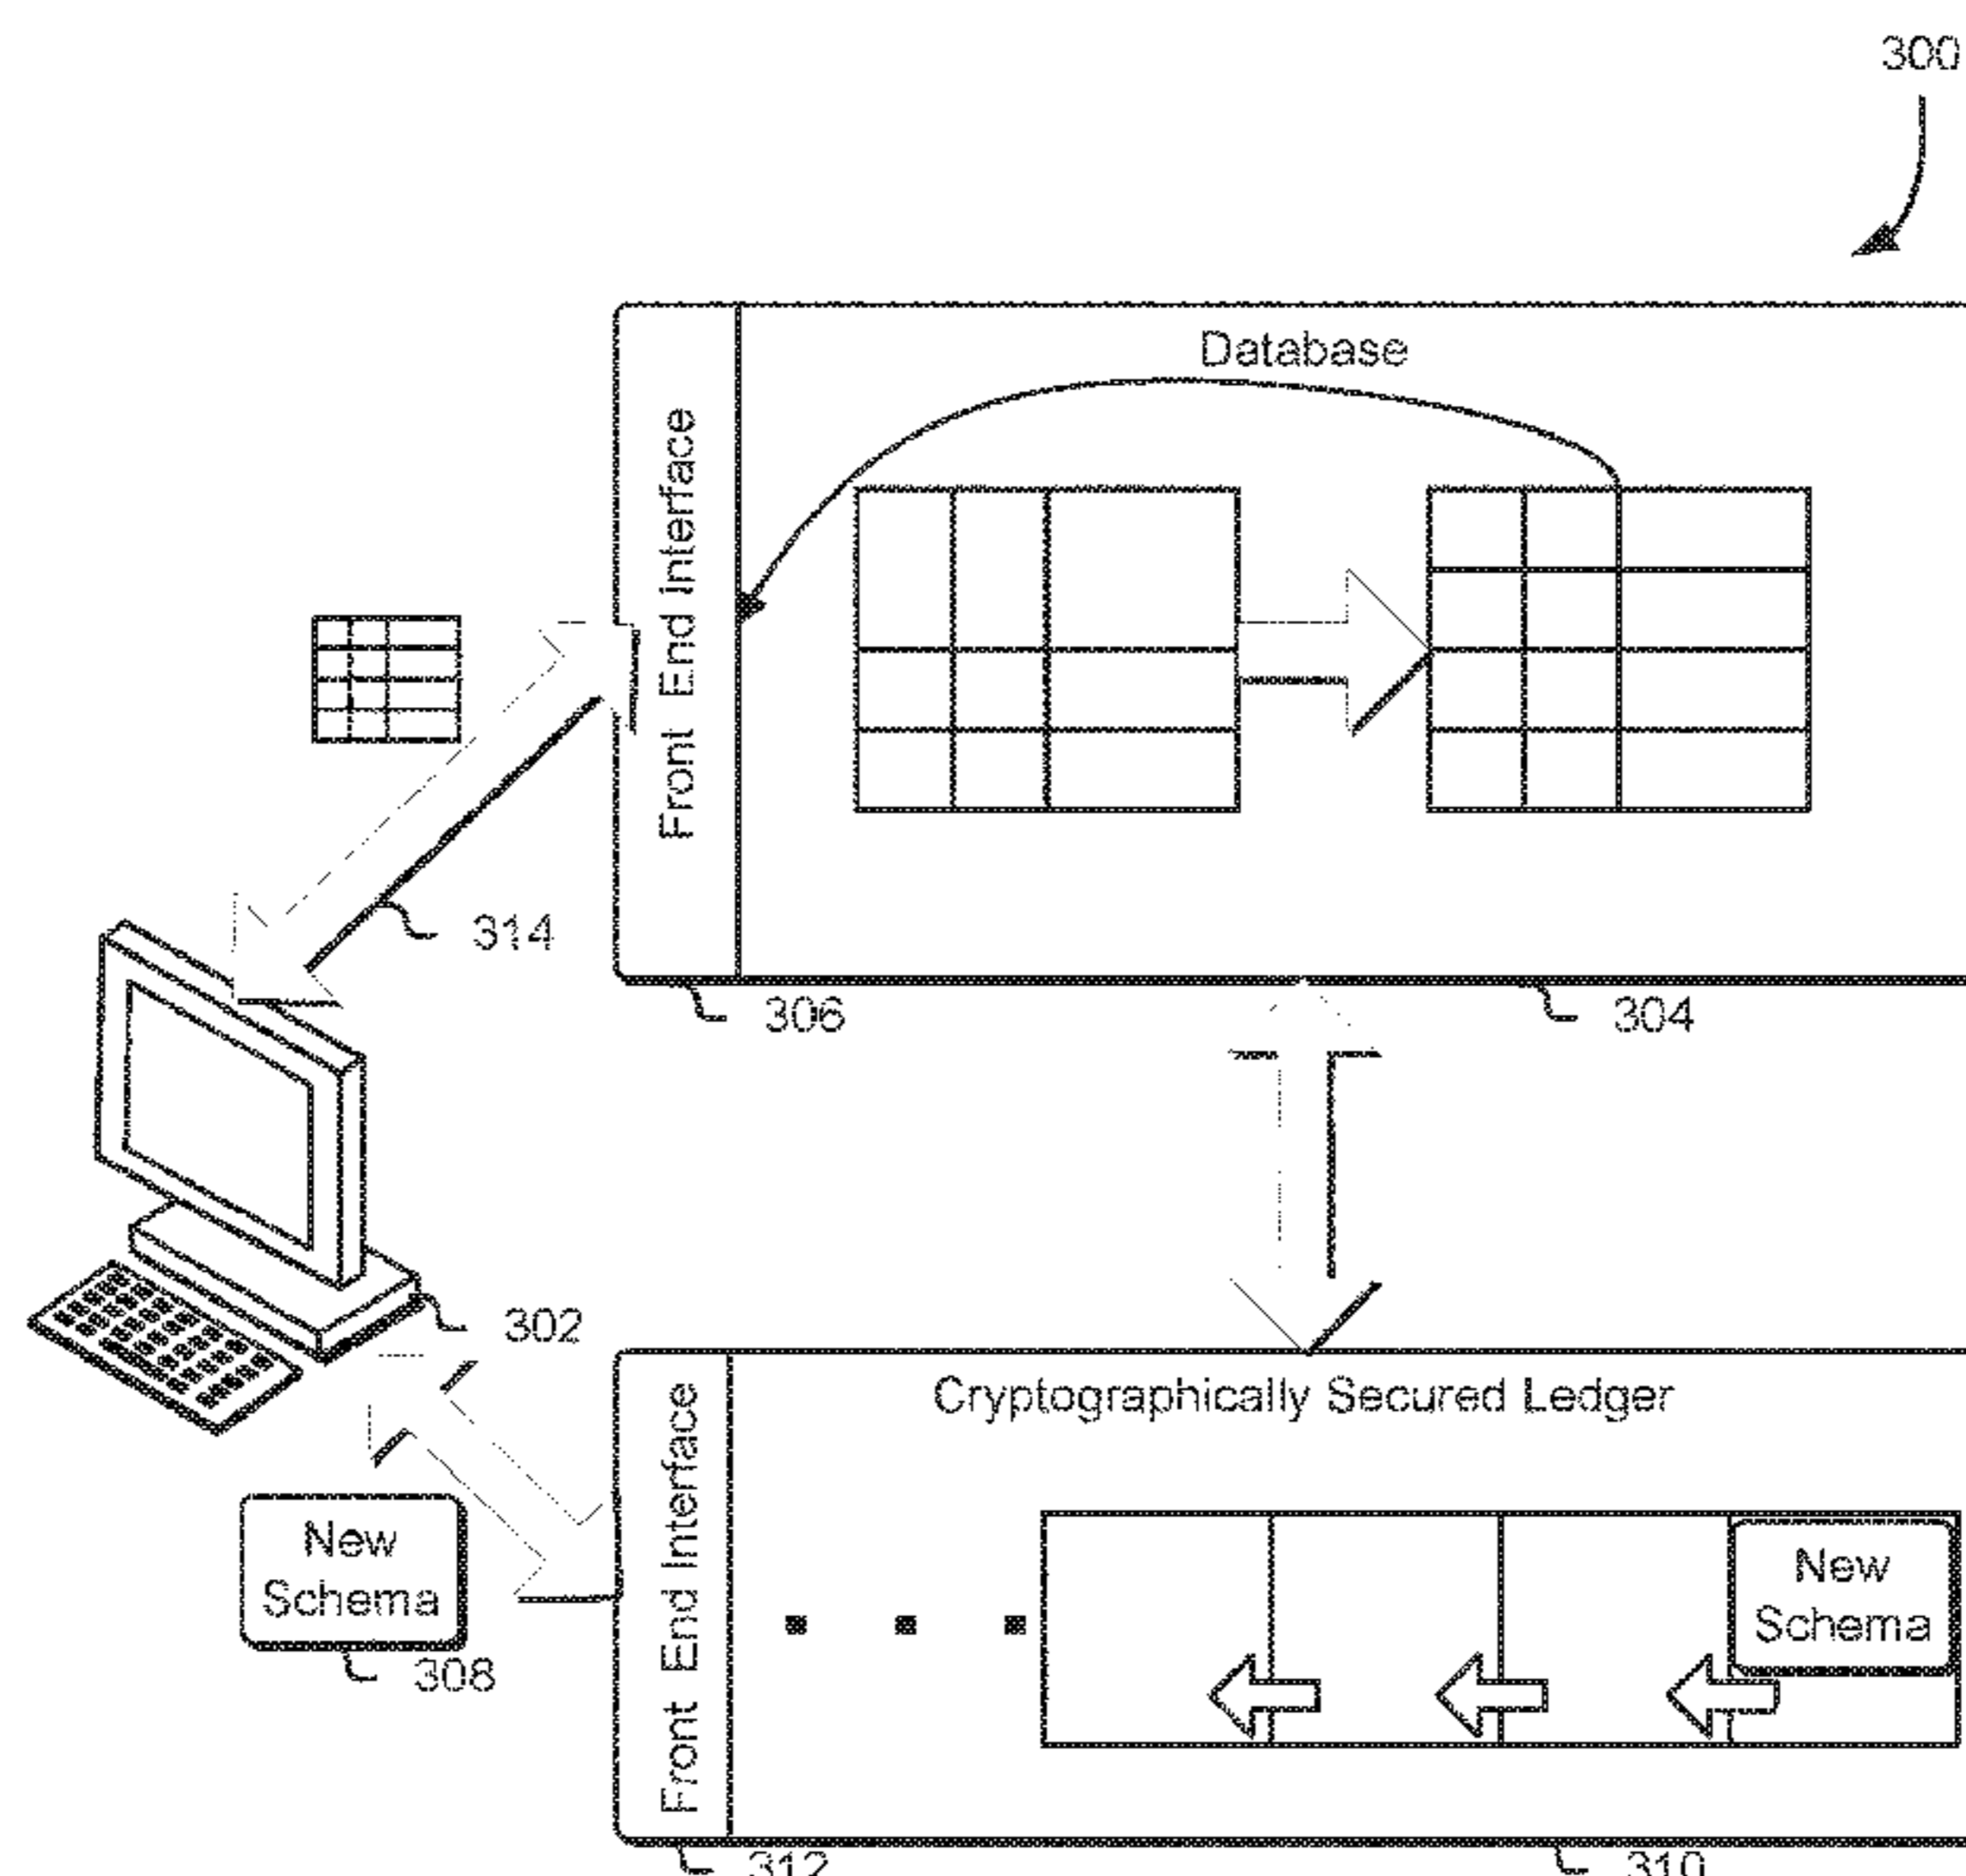 300
Database
Front End Interface
314
306
304
302
Cryptographically Secured Ledger
Front End Interface
New
Schema
New
Schema
308
312
310